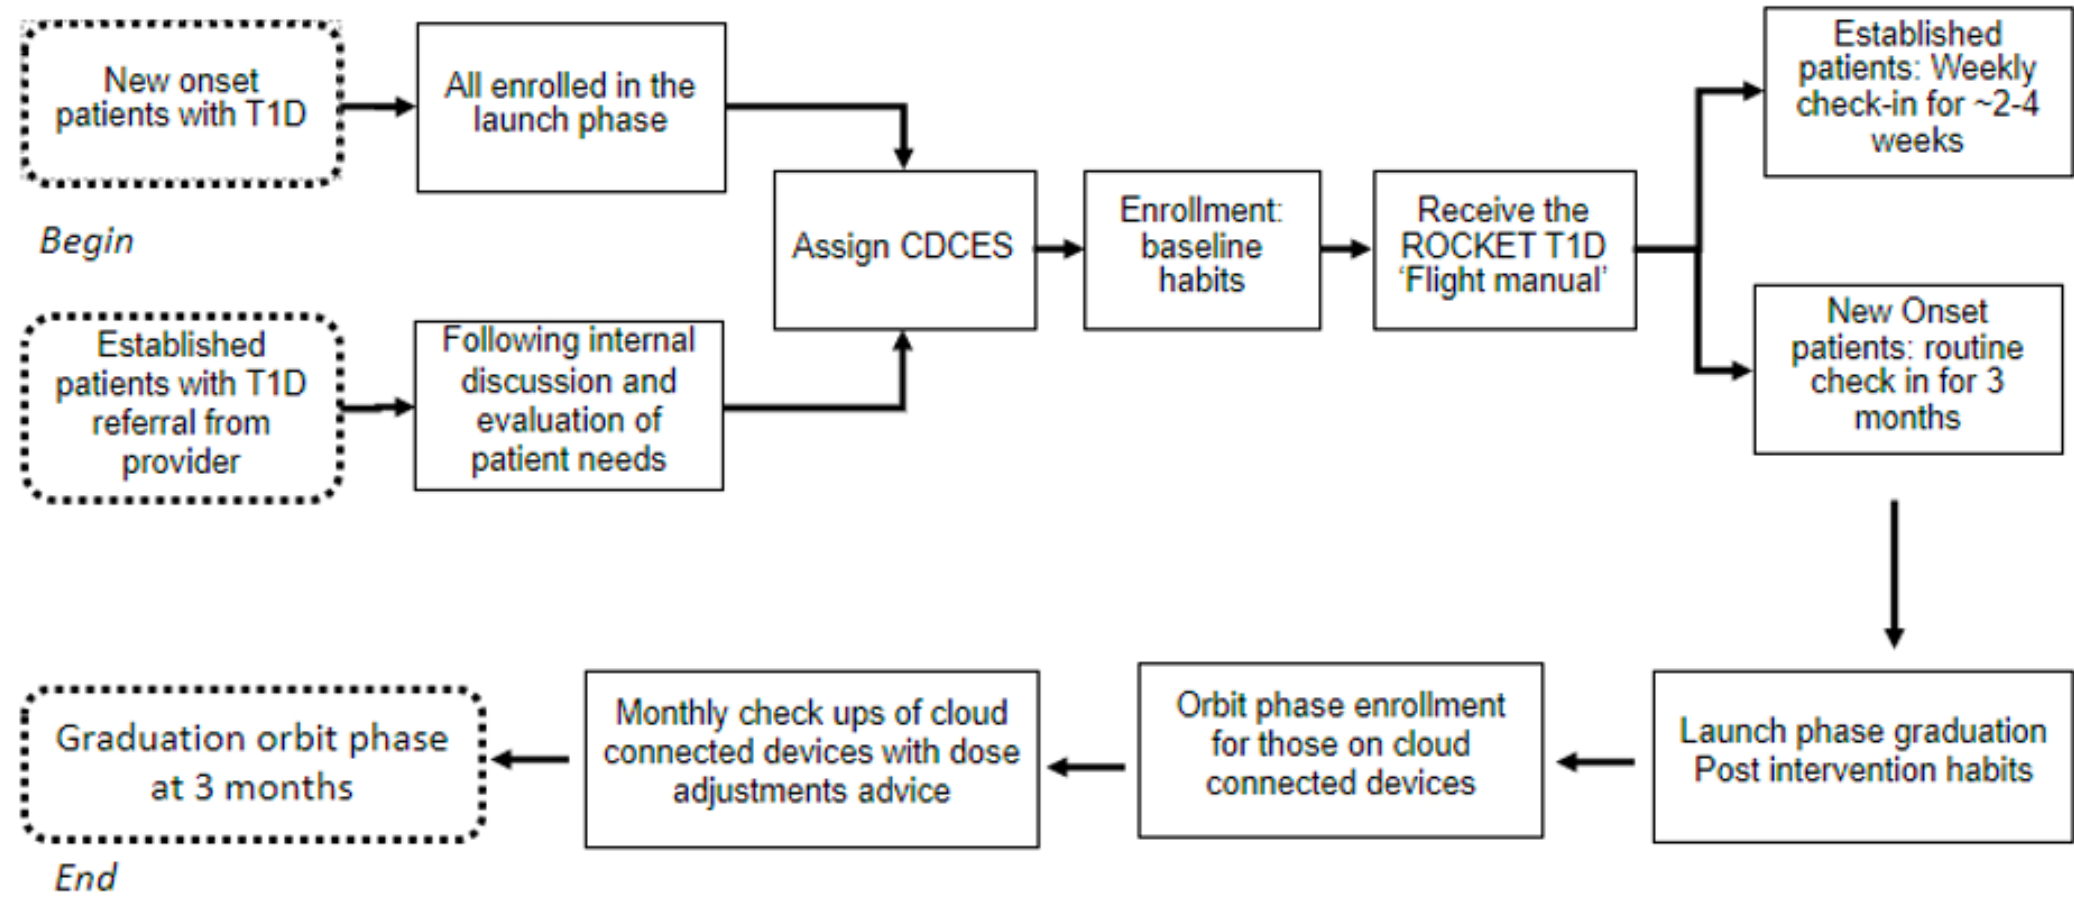 New onset
patients with T1D
All enrolled in the
launch phase
Begin
Established
patients with T1D
referral from
provider
Following internal
discussion and
evaluation of
patient needs
Assign CDCES
Enrollment:
baseline
habits
Receive the
ROCKET T1D
‘Flight manual’
Established
patients: Weekly
check-in for ~2-4
weeks
New Onset
patients: routine
check in for 3
months
Launch phase graduation
Post intervention habits
Orbit phase enrollment
for those on cloud
connected devices
Monthly check ups of cloud
connected devices with dose
adjustments advice
Graduation orbit phase
at 3 months
End